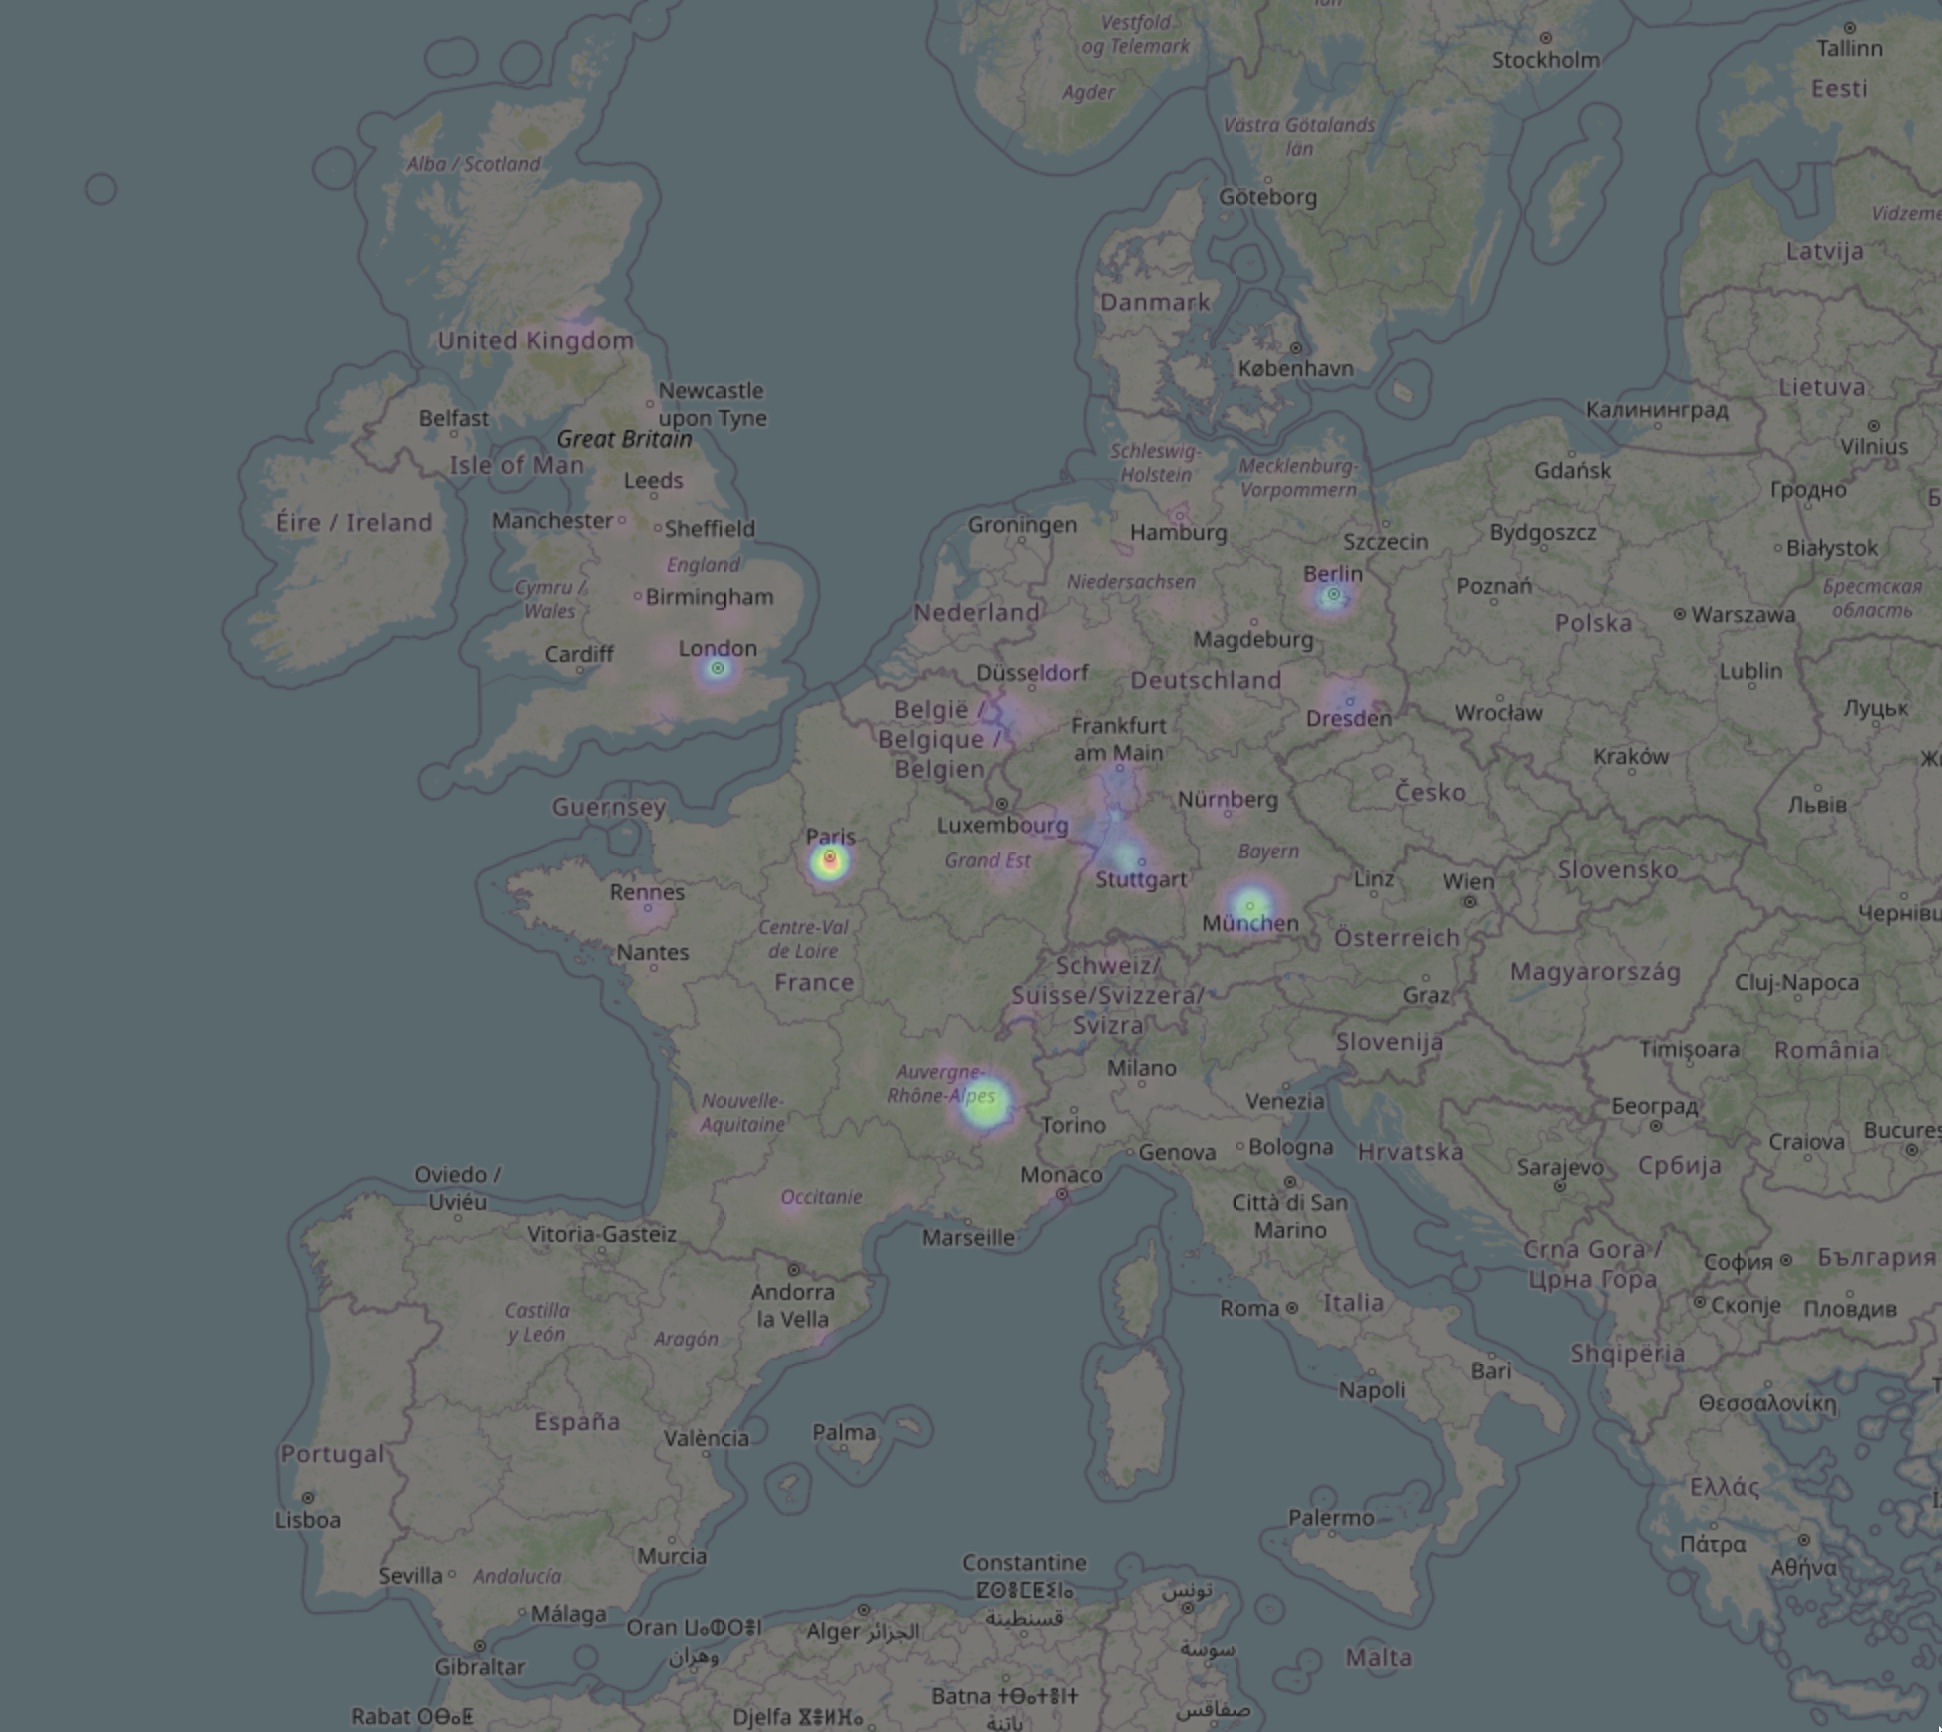 Vestfold
og Telemark
Stockholm
Tallinn
Eesti
Agder
Västra Götalands
län
Alba / Scotland
Göteborg
Vidzeme
Latvija
Danmark
United Kingdom
København
Newcastle
upon Tyne
Lietuva
Belfast
Калининград
Great Britain
Vilnius
Isle of Man
Schleswig-
Holstein
Mecklenburg-
Vorpommern
Gdańsk
Leeds
Гродно
Éire / Ireland
Manchester
Sheffield
Groningen
Hamburg
Szczecin
Bydgoszcz
Białystok
England
Niedersachsen
Berlin
Poznań
Брестская
область
Cymru /
Wales
Birmingham
Nederland
Magdeburg
Polska
Warszawa
Cardiff
London
Düsseldorf
Deutschland
Lublin
België /
Belgique /
Belgien
Frankfurt
am Main
Dresden
Wrocław
Луцьк
Kraków
Guernsey
Luxembourg
Nürnberg
Česko
Львів
Paris
Grand Est
Bayern
Rennes
Stuttgart
Linz
Wien
Slovensko
München
Österreich
Чернівц
Centre-Val
de Loire
Nantes
France
Schweiz/
Suisse/Svizzera/
Svizra
Magyarország
Cluj-Napoca
Graz
Slovenija
Timișoara
România
Auvergne-
Rhône-Alpes
Milano
Nouvelle-
Aquitaine
Torino
Venezia
Београд
Genova
Bologna
Hrvatska
Craiova
Bucureș
Oviedo /
Uviéu
Monaco
Sarajevo
Србија
Occitanie
Città di San
Marino
Vitoria-Gasteiz
Marseille
Crna Gora /
Црна Гора
София
България
Andorra
la Vella
Castilla
y León
Aragón
Roma
Italia
Скопје
Пловдив
Shqipëria
Bari
Napoli
Θεσσαλονίκη
España
València
Palma
Portugal
Ελλάς
Lisboa
Palermo
Πάτρα
Αθήνα
Murcia
Sevilla
Andalucía
Constantine
ⵇⵙⵏⵟⵉⵏⴰ
قسنطينة
تونس
Málaga
Oran
وهران
Alger الجزائر
سوسة
Gibraltar
Malta
Batna
باتنة
صفاقس
Rabat
Djelfa